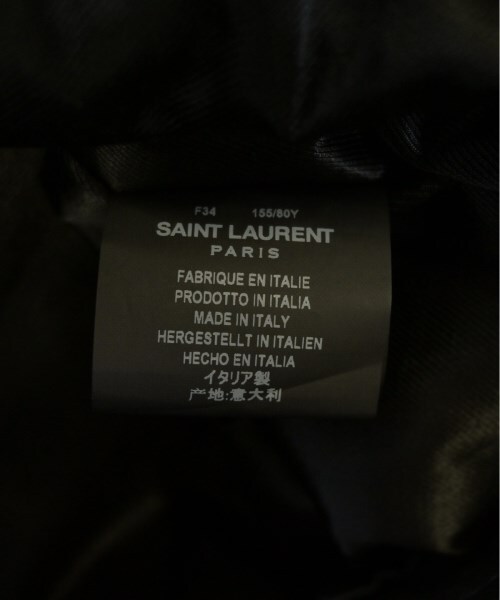 F34 155/80Y
SAINT LAURENT
PARIS
FABRIQUE EN ITALIE
PRODOTTO IN ITALIA
MADE IN ITALY
HERGESTELLT IN ITALIEN
HECHO EN ITALIA
イタリア製
产地:意大利